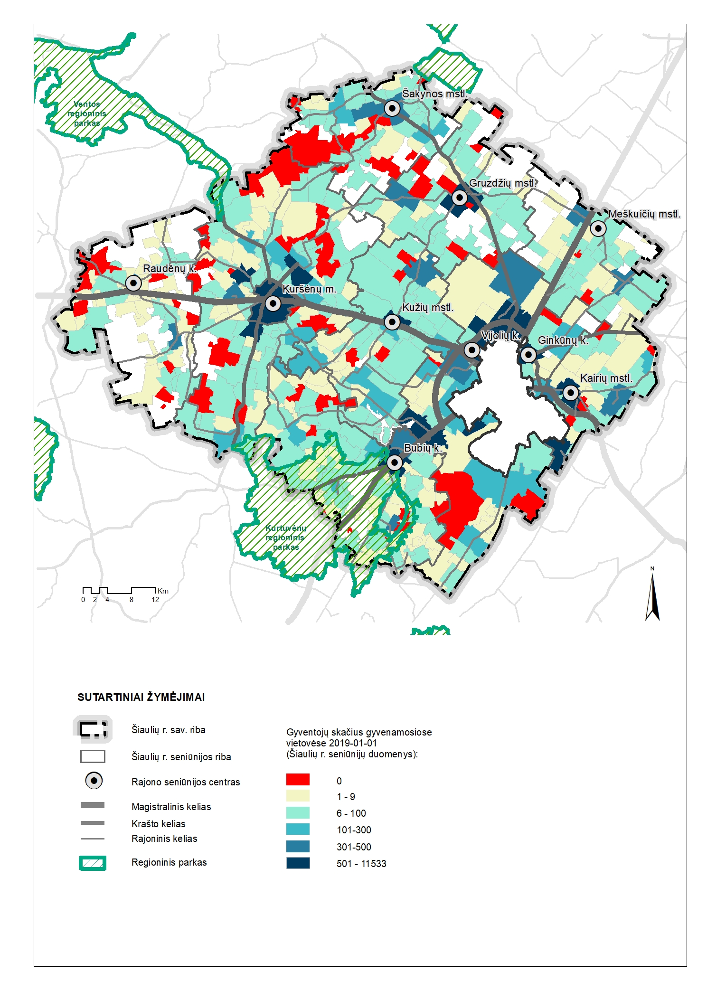 Šakynos mstl.
Ventos
regioninis
parkas
Gruzdžių mstl.
Meškuičių mstl.
Raudėnų k.
Kuršėnų m.
Kužių mstl.
Vijolių k.
Ginkūnų k.
Kairių mstl.
Bubių k.
Kurtuvėnų
regioninis
parkas
N
Km
0 2 4 8 12
SUTARTINIAI ŽYMĖJIMAI
Šiaulių r. sav. riba
Šiaulių r. seniūnijos riba
Rajono seniūnijos centras
Magistralinis kelias
Krašto kelias
Rajoninis kelias
Regioninis parkas
Gyventojų skačius gyvenamosiose
vietovėse 2019-01-01
(Šiaulių r. seniūnijų duomenys):
0
1 - 9
6 - 100
101-300
301-500
501 - 11533